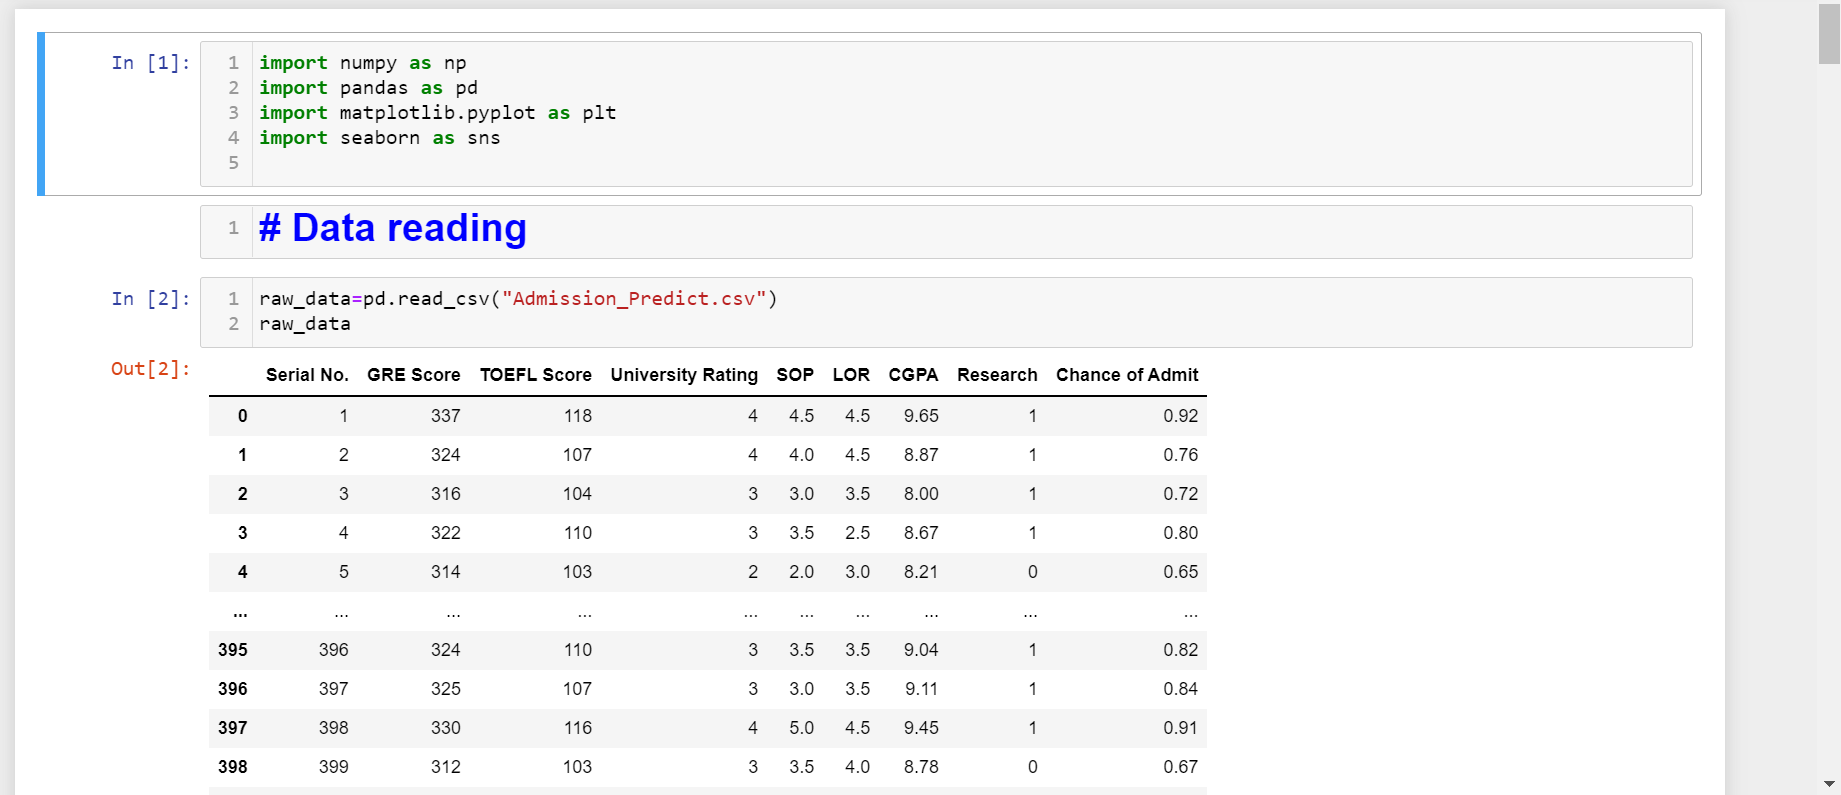 In [1]:
1 import numpy as np
2 import pandas as pd
3 import matplotlib.pyplot as plt
4 import seaborn as sns
5
1 # Data reading
In [2]:
1 raw_data=pd.read_csv("Admission_Predict.csv")
2 raw_data
Out[2]:
Serial No. GRE Score TOEFL Score University Rating SOP LOR CGPA Research Chance of Admit
0 1 337 118 4 4.5 4.5 9.65 1 0.92
1 2 324 107 4 4.0 4.5 8.87 1 0.76
2 3 316 104 3 3.0 3.5 8.00 1 0.72
3 4 322 110 3 3.5 2.5 8.67 1 0.80
4 5 314 103 2 2.0 3.0 8.21 0 0.65
... ... ... ... ... ... ... ... ... ...
395 396 324 110 3 3.5 3.5 9.04 1 0.82
396 397 325 107 3 3.0 3.5 9.11 1 0.84
397 398 330 116 4 5.0 4.5 9.45 1 0.91
398 399 312 103 3 3.5 4.0 8.78 0 0.67